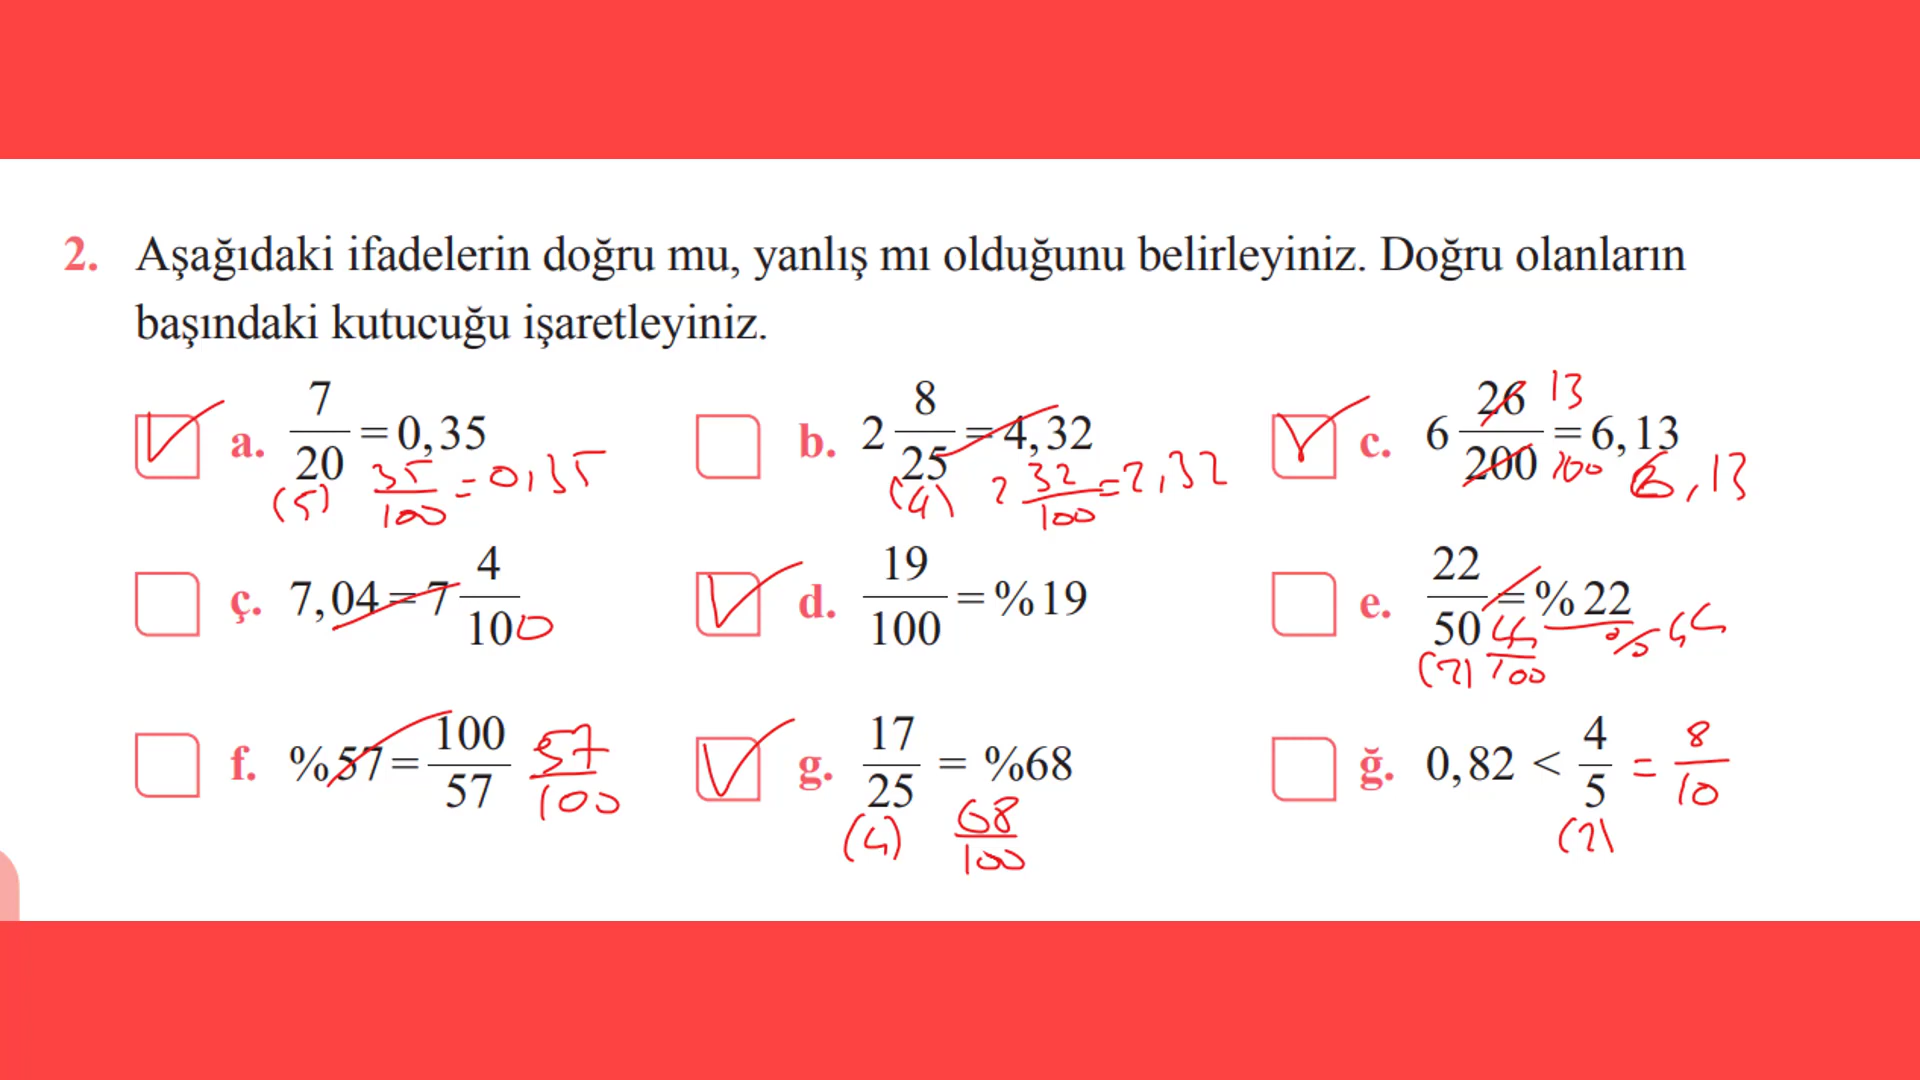 2. Aşağıdaki ifadelerin doğru mu, yanlış mı olduğunu belirleyiniz. Doğru olanların
başındaki kutucuğu işaretleyiniz.
a. 7/20 = 0,35 (5) 35/100 = 0,35
b. 2 8/25 = 4,32 (4) 2 32/100 = 2,32
c. 6 26/200 = 6,13 13/100 6,13
ç. 7,04 = 7 4/100
d. 19/100 = %19
e. 22/50 = %22 (2) 44/100 %44
f. %57 = 100/57 57/100
g. 17/25 = %68 (4) 68/100
ğ. 0,82 < 4/5 = 8/10 (2)